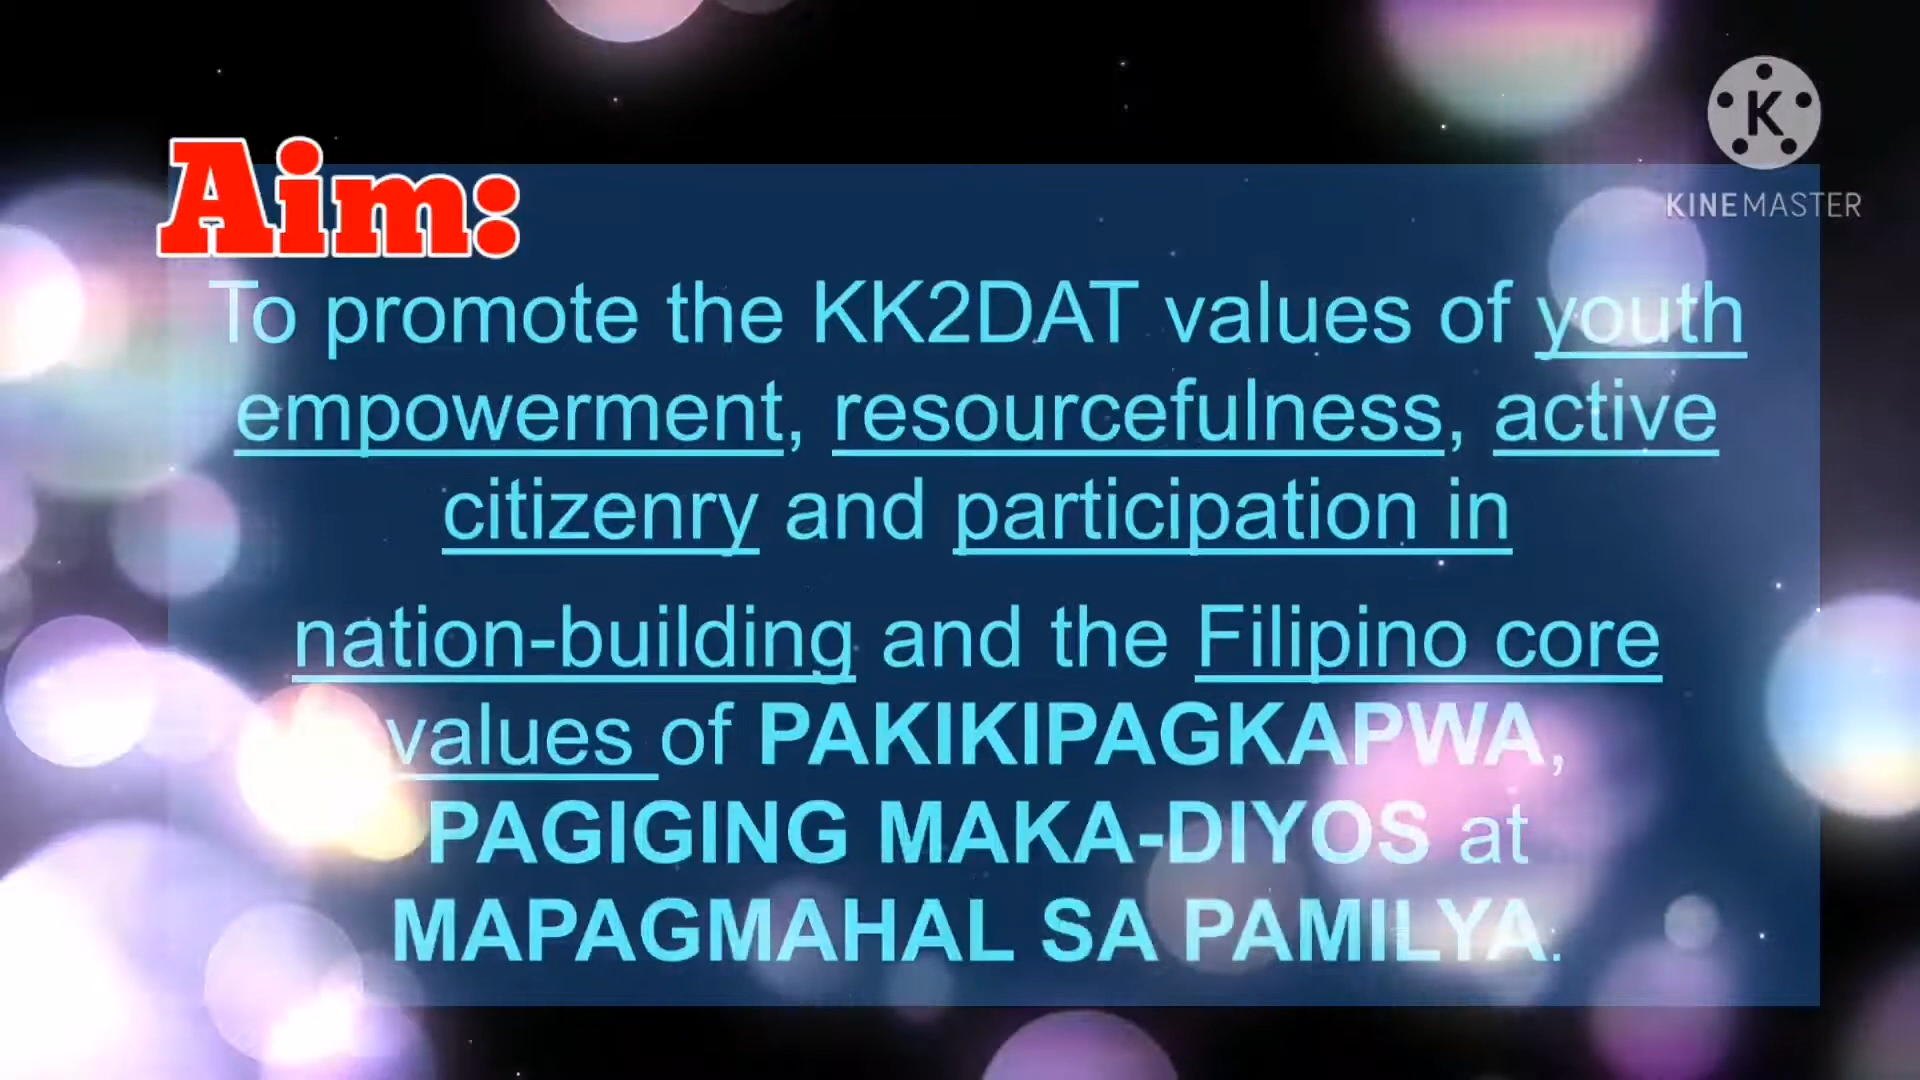 K
KINEMASTER
Aim:
To promote the KK2DAT values of youth
empowerment, resourcefulness, active
citizenry and participation in
nation-building and the Filipino core
values of PAKIKIPAGKAPWA,
PAGIGING MAKA-DIYOS at
MAPAGMAHAL SA PAMILYA.